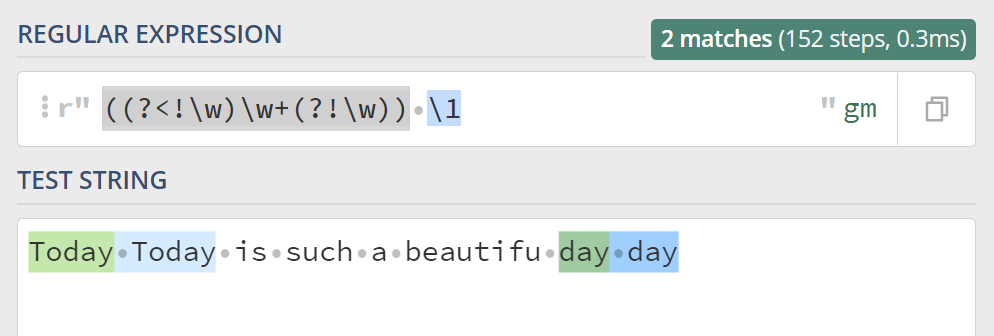 REGULAR EXPRESSION
2 matches (152 steps, 0.3ms)
r" ((?<!\w)\w+(?!\w))·\1 " gm
TEST STRING
Today·Today·is·such·a·beautifu·day·day